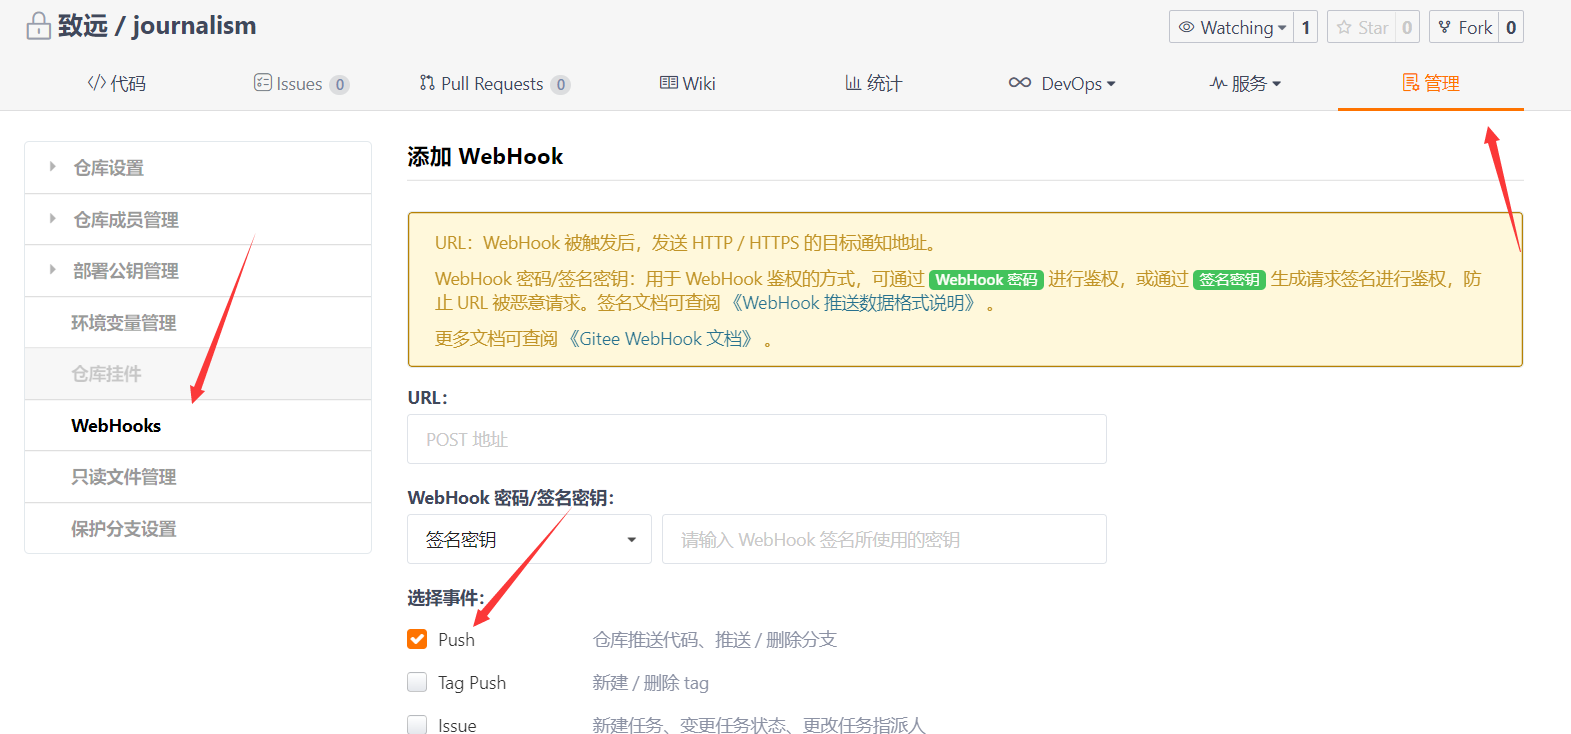 致远 / journalism
Watching 1 Star 0 Fork 0
</> 代码 Issues 0 Pull Requests 0 Wiki 统计 DevOps 服务 管理
仓库设置
仓库成员管理
部署公钥管理
环境变量管理
仓库挂件
WebHooks
只读文件管理
保护分支设置
添加 WebHook
URL：WebHook 被触发后，发送 HTTP / HTTPS 的目标通知地址。
WebHook 密码/签名密钥：用于 WebHook 鉴权的方式，可通过 WebHook 密码 进行鉴权，或通过 签名密钥 生成请求签名进行鉴权，防
止 URL 被恶意请求。签名文档可查阅 《WebHook 推送数据格式说明》 。
更多文档可查阅 《Gitee WebHook 文档》 。
URL：
POST 地址
WebHook 密码/签名密钥：
签名密钥 请输入 WebHook 签名所使用的密钥
选择事件：
Push 仓库推送代码、推送 / 删除分支
Tag Push 新建 / 删除 tag
Issue 新建任务、变更任务状态、更改任务指派人